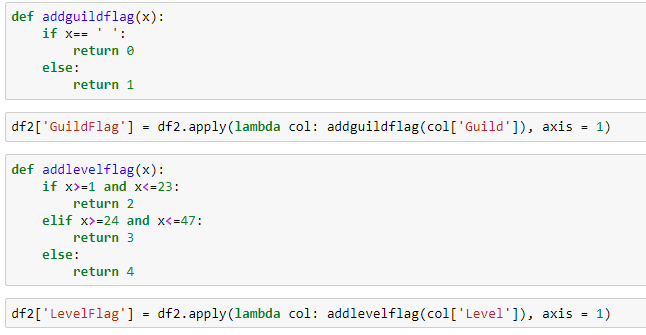 def addguildflag(x):
    if x== ' ':
        return 0
    else:
        return 1
df2['GuildFlag'] = df2.apply(lambda col: addguildflag(col['Guild']), axis = 1)
def addlevelflag(x):
    if x>=1 and x<=23:
        return 2
    elif x>=24 and x<=47:
        return 3
    else:
        return 4
df2['LevelFlag'] = df2.apply(lambda col: addlevelflag(col['Level']), axis = 1)